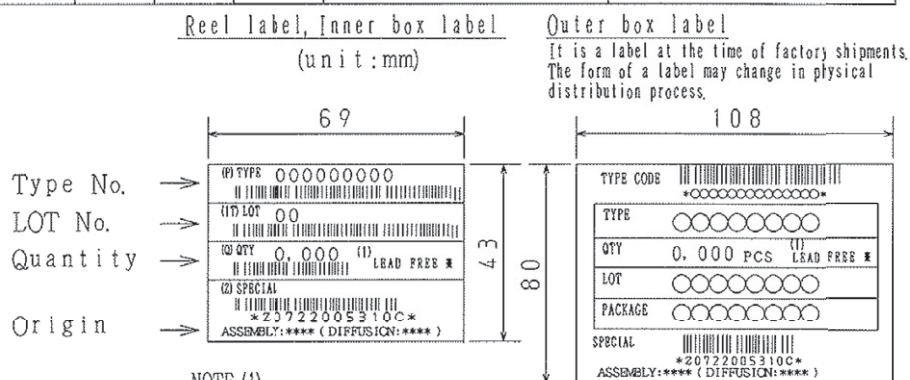 Reel label, Inner box label
(unit:mm)
Outer box label
It is a label at the time of factory shipments.
The form of a label may change in physical
distribution process.
69
108
Type No.
LOT No.
Quantity
Origin
(P) TYPE 000000000
(1T) LOT 00
(Q) QTY 0,000 (1) LEAD FREE *
(2) SPECIAL
*Z0722005310C*
ASSEMBLY:**** (DIFFUSION:****)
43
80
TYPE CODE
*OOOOOOOOOOOOO*
TYPE OOOOOOOO
QTY 0,000 PCS (1) LEAD FREE *
LOT OOOOOOOO
PACKAGE OOOOOOOO
SPECIAL
*Z0722005310C*
ASSEMBLY:**** (DIFFUSION:****)
NOTE (1)